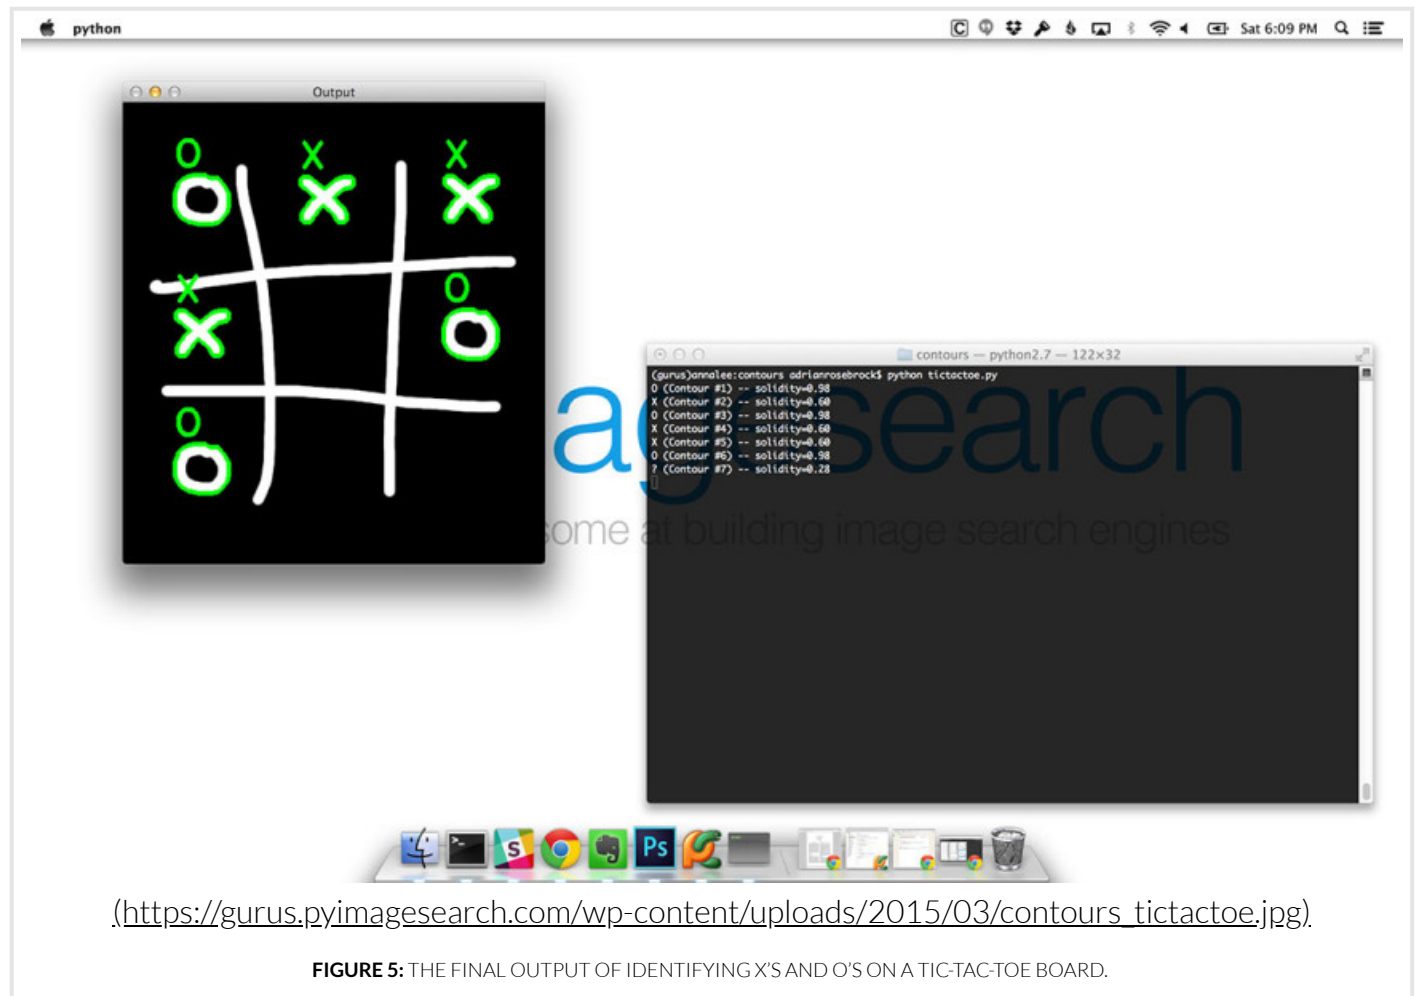 python
Sat 6:09 PM
Output
O X X
X O
O
contours — python2.7 — 122×32
(gurus)annalee:contours adrianrosebrock$ python tictactoe.py
O (Contour #1) -- solidity=0.98
X (Contour #2) -- solidity=0.60
O (Contour #3) -- solidity=0.98
X (Contour #4) -- solidity=0.60
X (Contour #5) -- solidity=0.60
O (Contour #6) -- solidity=0.98
? (Contour #7) -- solidity=0.28
search
at building image search engines
Ps
(https://gurus.pyimagesearch.com/wp-content/uploads/2015/03/contours_tictactoe.jpg)
FIGURE 5: THE FINAL OUTPUT OF IDENTIFYING X'S AND O'S ON A TIC-TAC-TOE BOARD.